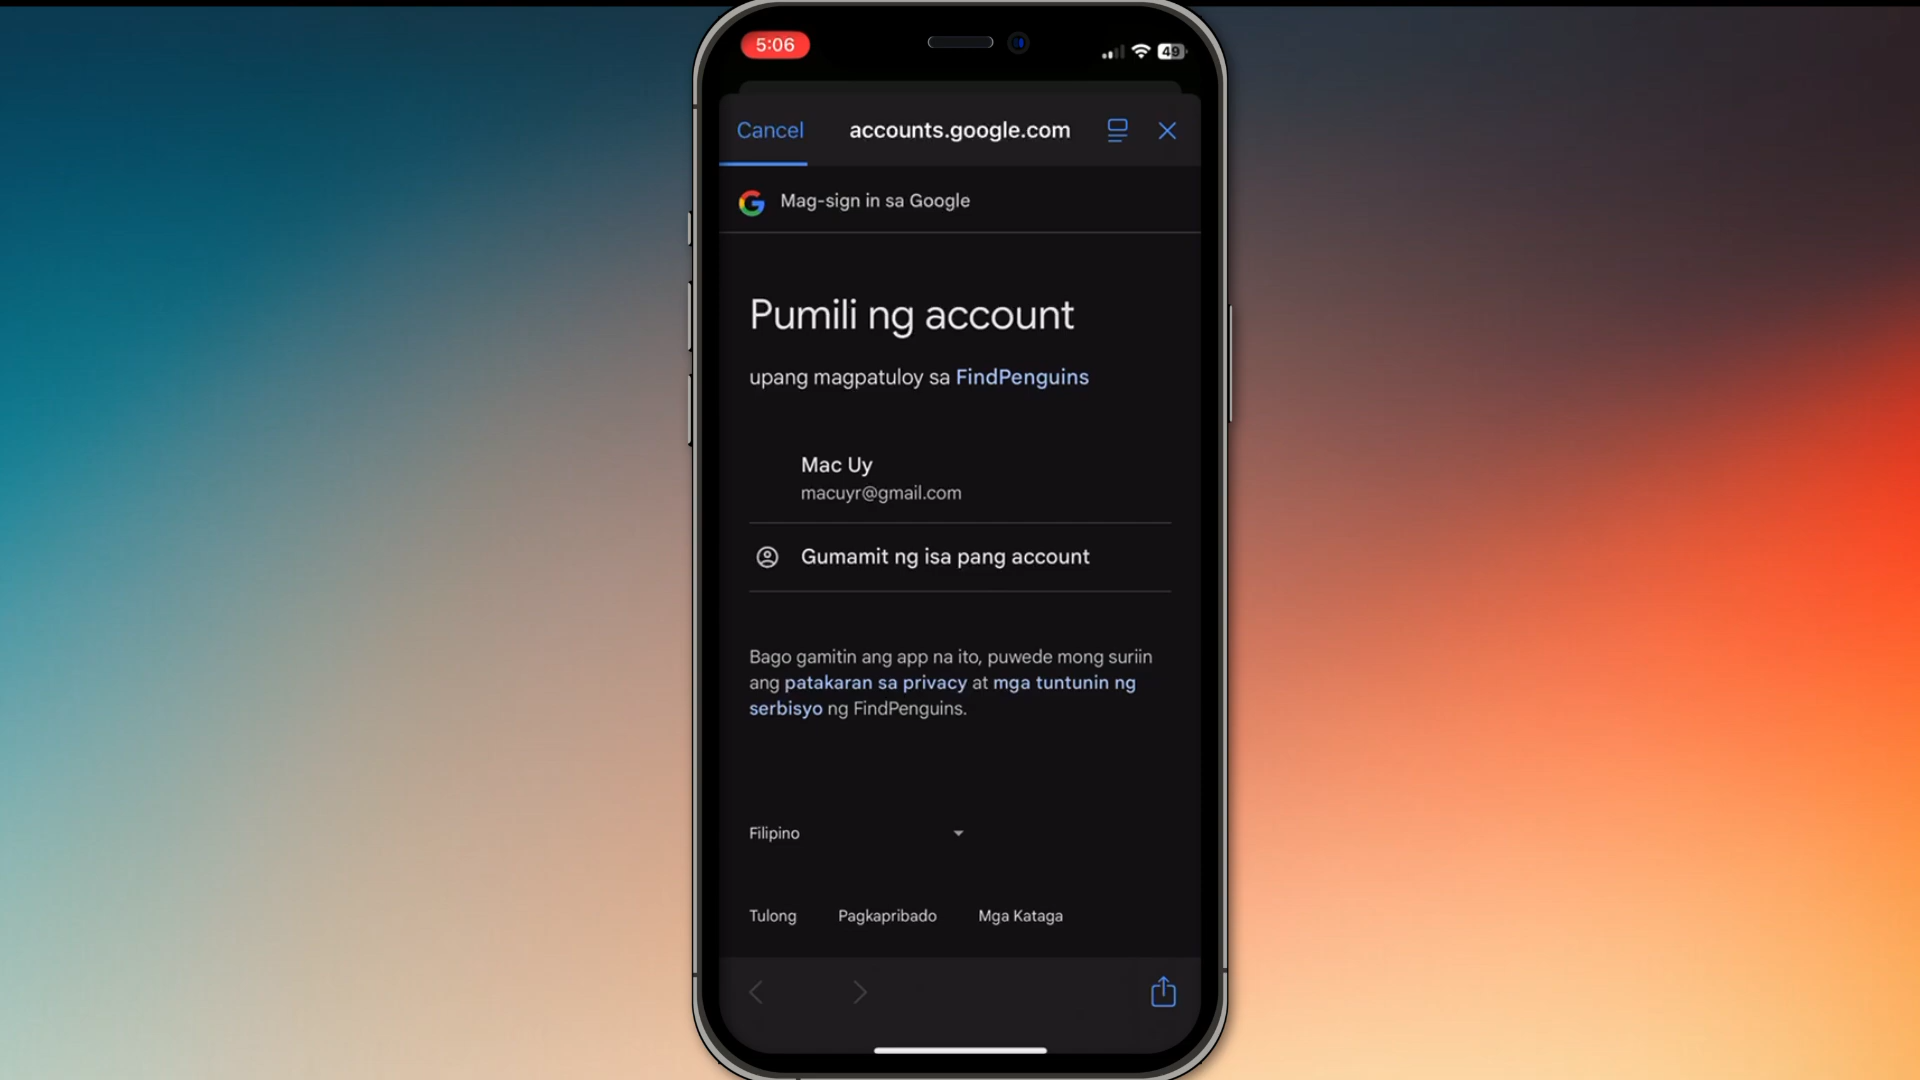 5:06
49
Cancel
accounts.google.com
Mag-sign in sa Google
Pumili ng account
upang magpatuloy sa FindPenguins
Mac Uy
macuyr@gmail.com
Gumamit ng isa pang account
Bago gamitin ang app na ito, puwede mong suriin
ang patakaran sa privacy at mga tuntunin ng
serbisyo ng FindPenguins.
Filipino
Tulong Pagkapribado Mga Kataga